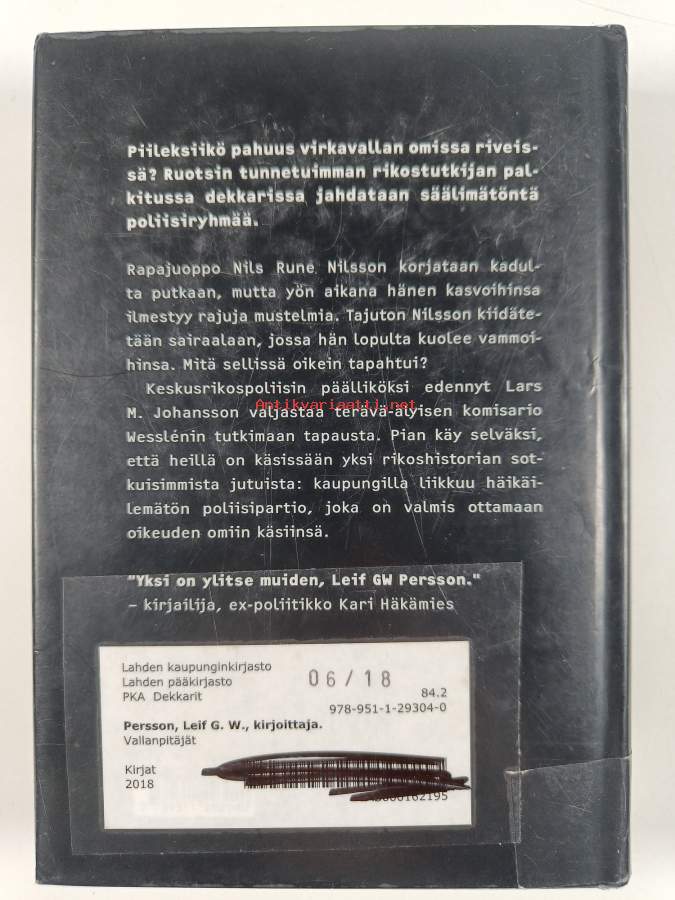 Piileksiikö pahuus virkavallan omissa riveis-
sä? Ruotsin tunnetuimman rikostutkijan pal-
kitussa dekkarissa jahdataan säälimätöntä
poliisiryhmää.
Rapajuoppo Nils Rune Nilsson korjataan kadul-
ta putkaan, mutta yön aikana hänen kasvoihinsa
ilmestyy rajuja mustelmia. Tajuton Nilsson kiidäte-
tään sairaalaan, jossa hän lopulta kuolee vammoi-
hinsa. Mitä sellissä oikein tapahtui?
Keskusrikospoliisin päälliköksi edennyt Lars
M. Johansson valjastaa terävä-älyisen komisario
Antikvariaatti.net
Wesslénin tutkimaan tapausta. Pian käy selväksi,
että heillä on käsissään yksi rikoshistorian sot-
kuisimmista jutuista: kaupungilla liikkuu häikäi-
lemätön poliisipartio, joka on valmis ottamaan
oikeuden omiin käsiinsä.
"Yksi on ylitse muiden, Leif GW Persson."
– kirjailija, ex-poliitikko Kari Häkämies
Lahden kaupunginkirjasto
Lahden pääkirjasto
PKA Dekkarit
06/18
84.2
978-951-1-29304-0
Persson, Leif G. W., kirjoittaja.
Vallanpitäjät
Kirjat
2018